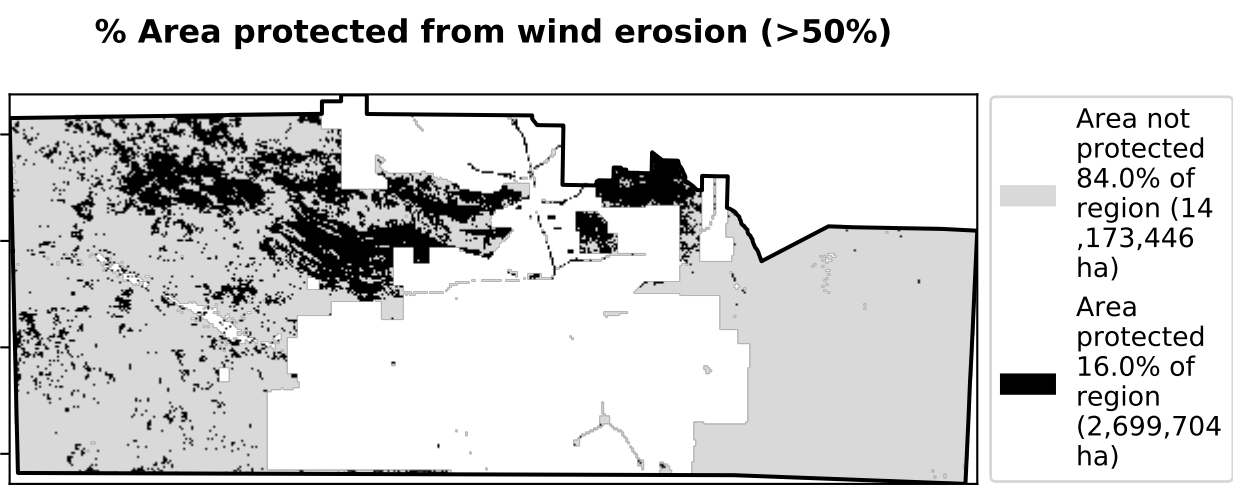 % Area protected from wind erosion (>50%)
Area not
protected
84.0% of
region (14
,173,446
ha)
Area
protected
16.0% of
region
(2,699,704
ha)